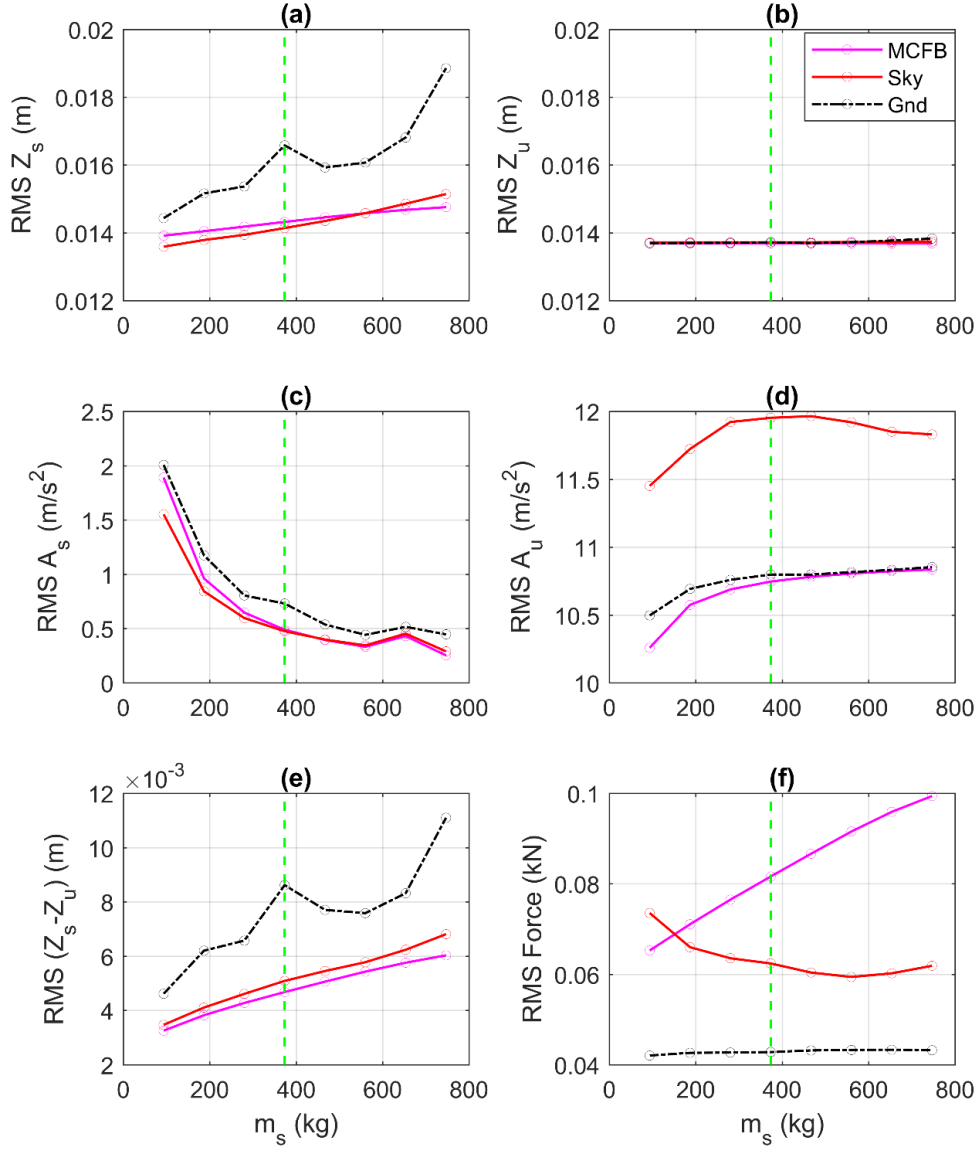 (a)
0.02
0.018
0.016
0.014
0.012
RMS Z_s (m)
0 200 400 600 800
(b)
0.02
0.018
0.016
0.014
0.012
RMS Z_u (m)
0 200 400 600 800
MCFB
Sky
Gnd
(c)
2.5
2
1.5
1
0.5
0
RMS A_s (m/s^2)
0 200 400 600 800
(d)
12
11.5
11
10.5
10
RMS A_u (m/s^2)
0 200 400 600 800
(e)
×10^-3
12
10
8
6
4
2
RMS (Z_s-Z_u) (m)
0 200 400 600 800
m_s (kg)
(f)
0.1
0.08
0.06
0.04
RMS Force (kN)
0 200 400 600 800
m_s (kg)